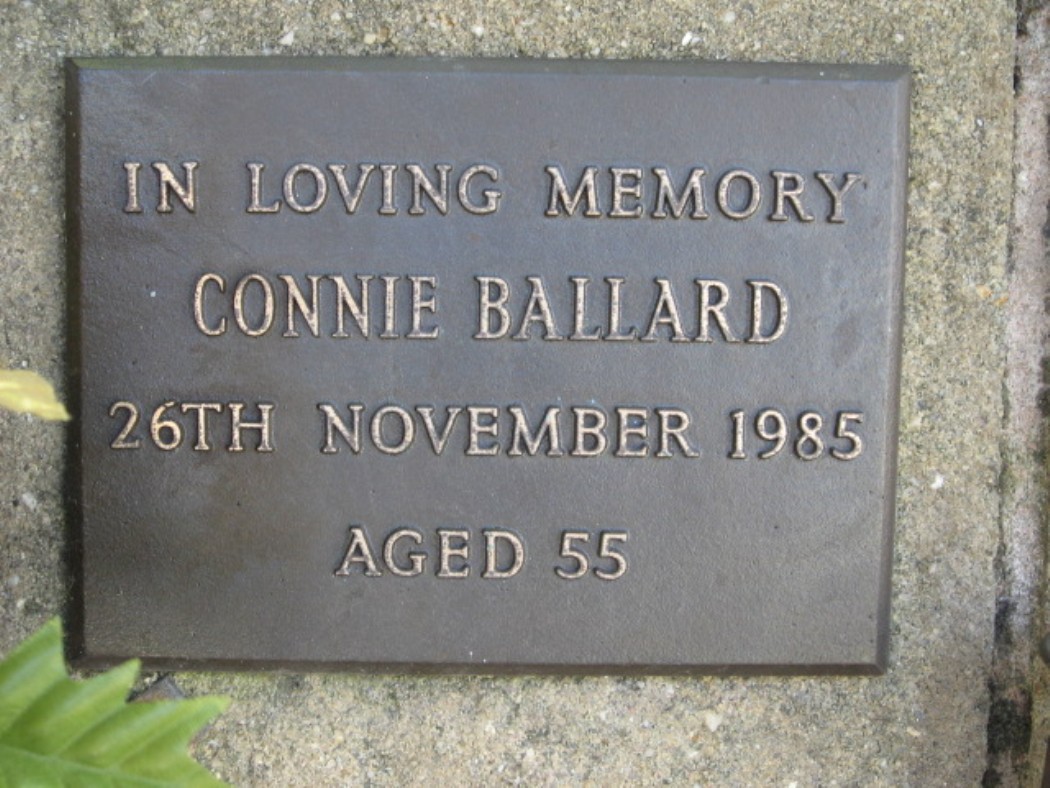 IN LOVING MEMORY
CONNIE BALLARD
26TH NOVEMBER 1985
AGED 55